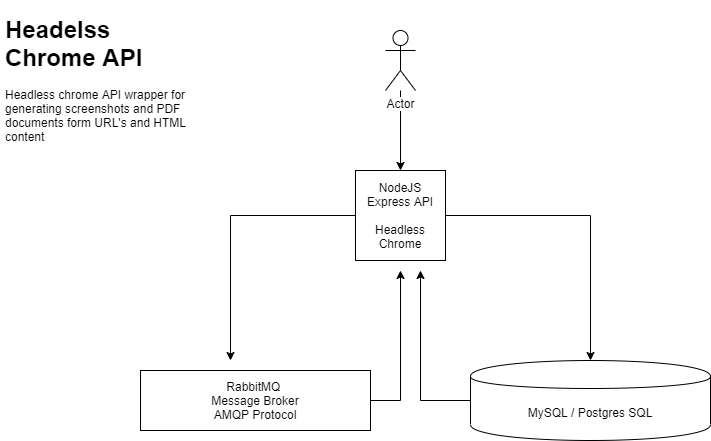 Headelss
Chrome API
Headless chrome API wrapper for
generating screenshots and PDF
documents form URL's and HTML
content
Actor
NodeJS
Express API
Headless
Chrome
RabbitMQ
Message Broker
AMQP Protocol
MySQL / Postgres SQL